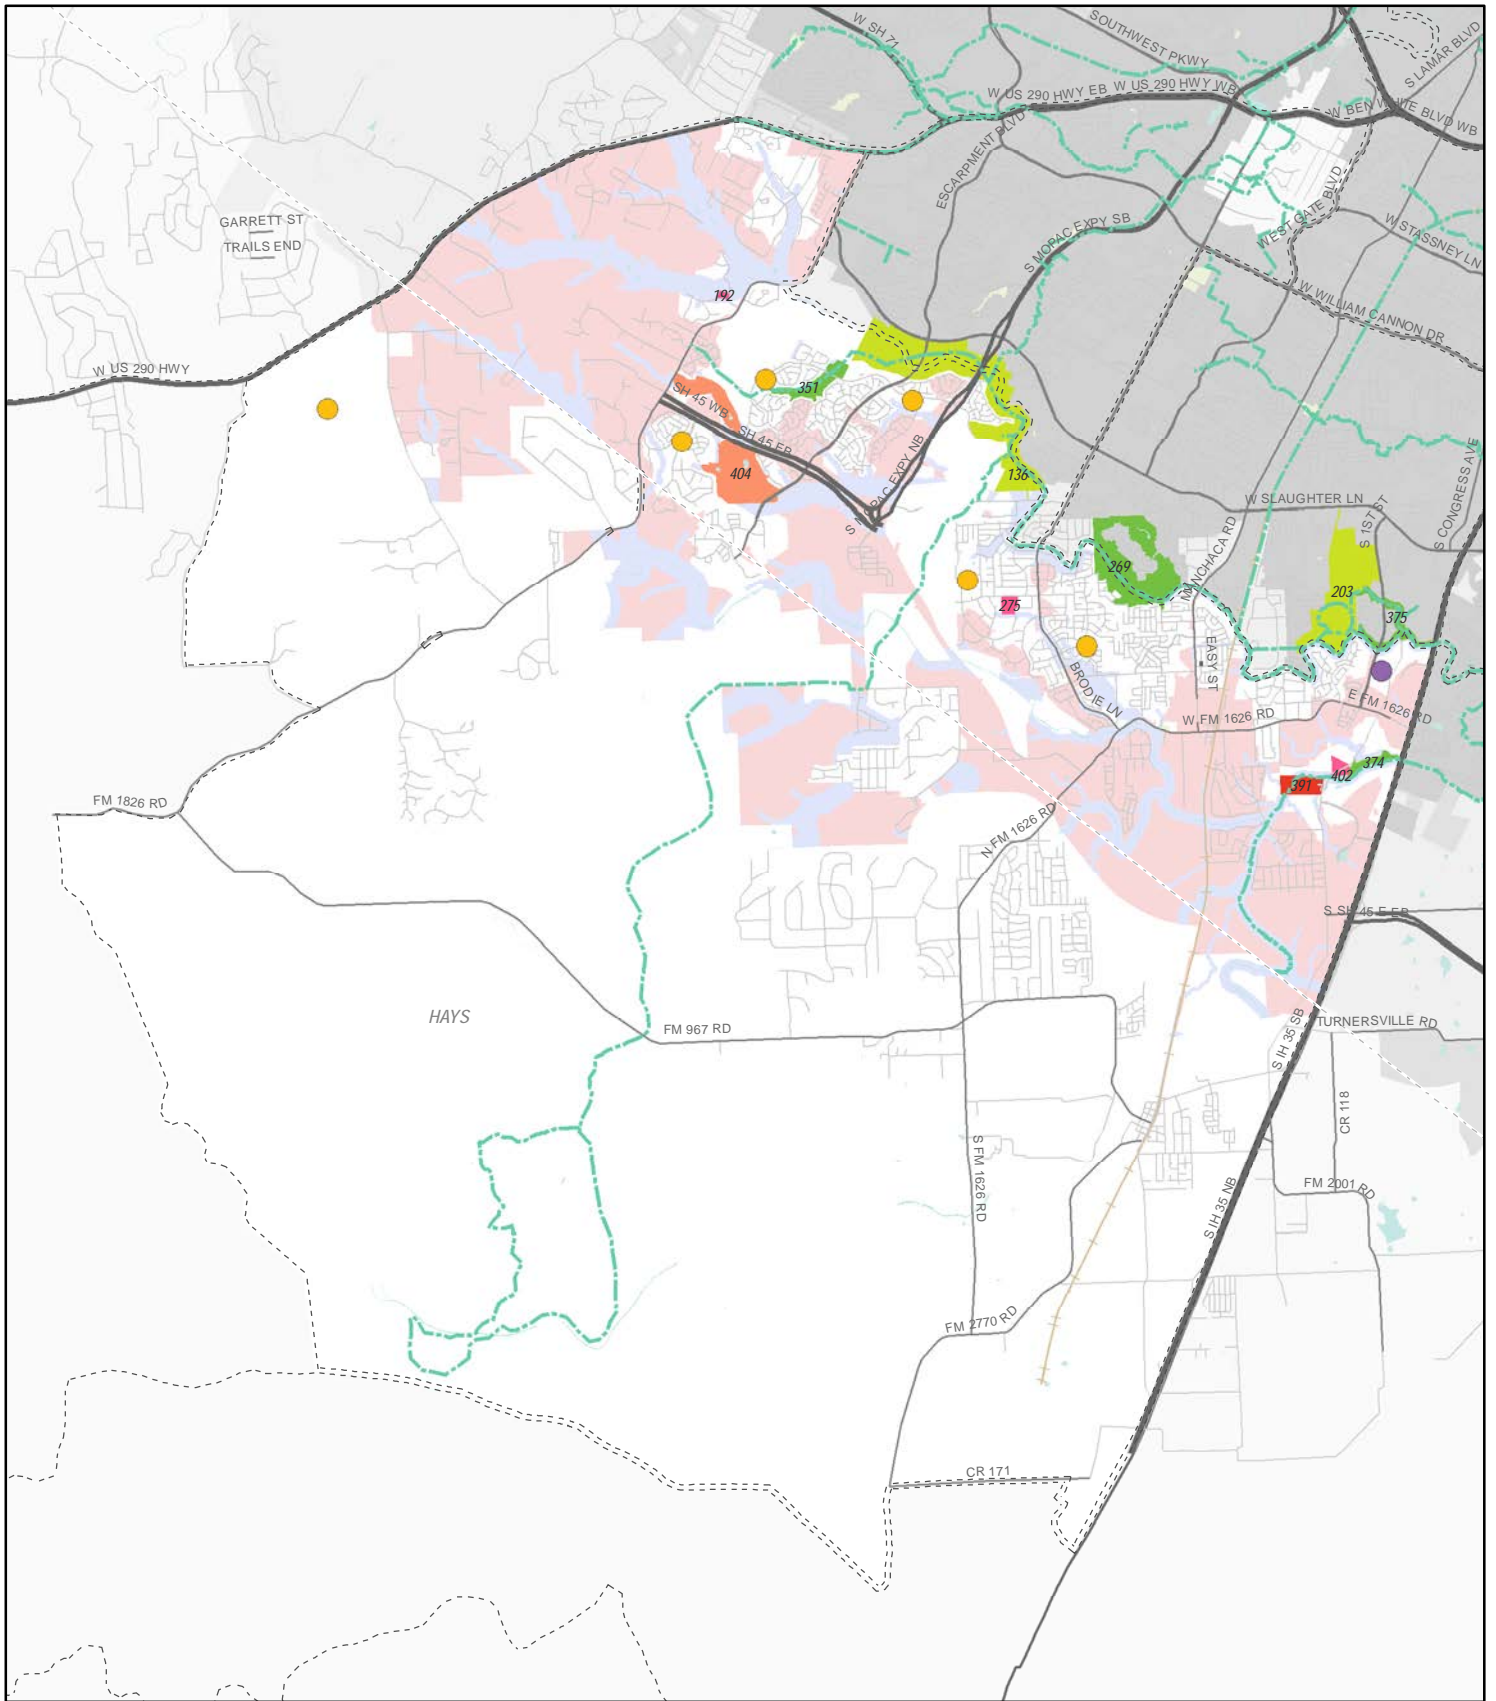 W SH 71
SOUTHWEST PKWY
S LAMAR BLVD
W US 290 HWY EB
W US 290 HWY WB
W BEN WHITE BLVD WB
ESCARPMENT BLVD
WEST GATE BLVD
GARRETT ST
TRAILS END
S MOPAC EXPY SB
W STASSNEY LN
192
W WILLIAM CANNON DR
W US 290 HWY
351
SH 45 WB
SH 45 EB
404
S MOPAC EXPY NB
136
W SLAUGHTER LN
S 1ST ST
S CONGRESS AVE
MANCHACA RD
269
275
203
375
EASY ST
BRODIE LN
W FM 1626 RD
E FM 1626 RD
374
402
391
FM 1826 RD
N FM 1626 RD
S SH 45 E EB
HAYS
FM 967 RD
S IH 35 SB
TURNERSVILLE RD
CR 118
S FM 1626 RD
FM 2001 RD
S IH 35 NB
FM 2770 RD
CR 171